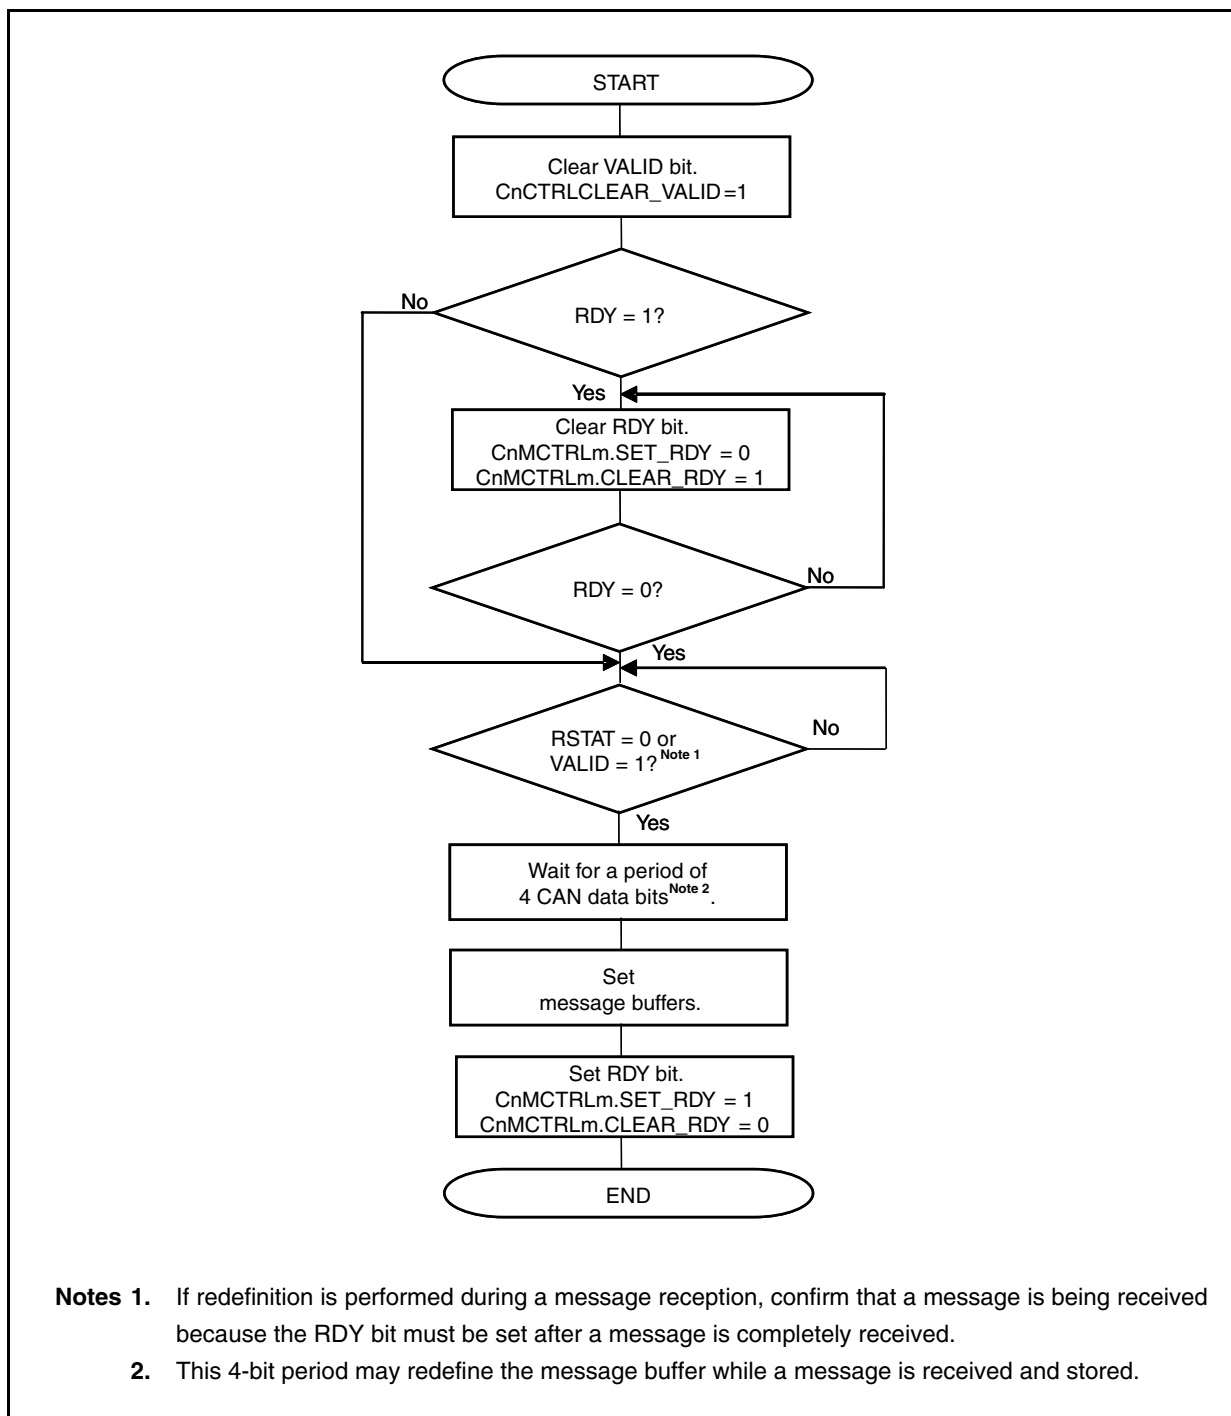 START
Clear VALID bit.
CnCTRLCLEAR_VALID=1
No
RDY = 1?
Yes
Clear RDY bit.
CnMCTRLm.SET_RDY = 0
CnMCTRLm.CLEAR_RDY = 1
RDY = 0?
No
Yes
RSTAT = 0 or
VALID = 1?Note 1
No
Yes
Wait for a period of
4 CAN data bitsNote 2.
Set
message buffers.
Set RDY bit.
CnMCTRLm.SET_RDY = 1
CnMCTRLm.CLEAR_RDY = 0
END
Notes 1. If redefinition is performed during a message reception, confirm that a message is being received
because the RDY bit must be set after a message is completely received.
2. This 4-bit period may redefine the message buffer while a message is received and stored.